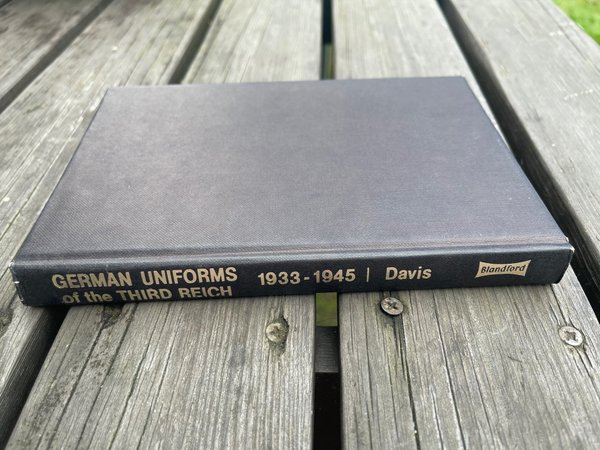 GERMAN UNIFORMS 1933-1945 | Davis Blandford
of the THIRD REICH